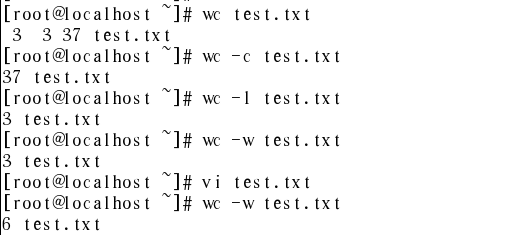 [root@localhost ~]# wc test.txt
 3  3 37 test.txt
[root@localhost ~]# wc -c test.txt
37 test.txt
[root@localhost ~]# wc -l test.txt
3 test.txt
[root@localhost ~]# wc -w test.txt
3 test.txt
[root@localhost ~]# vi test.txt
[root@localhost ~]# wc -w test.txt
6 test.txt